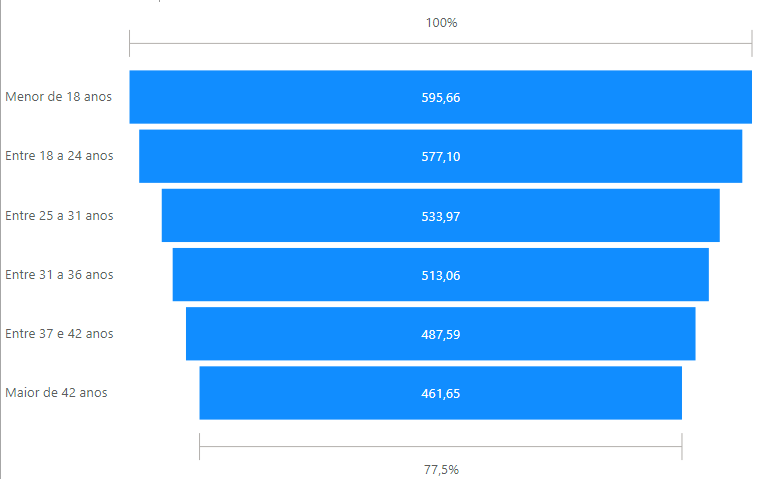 100%
Menor de 18 anos
595,66
Entre 18 a 24 anos
577,10
Entre 25 a 31 anos
533,97
Entre 31 a 36 anos
513,06
Entre 37 e 42 anos
487,59
Maior de 42 anos
461,65
77,5%